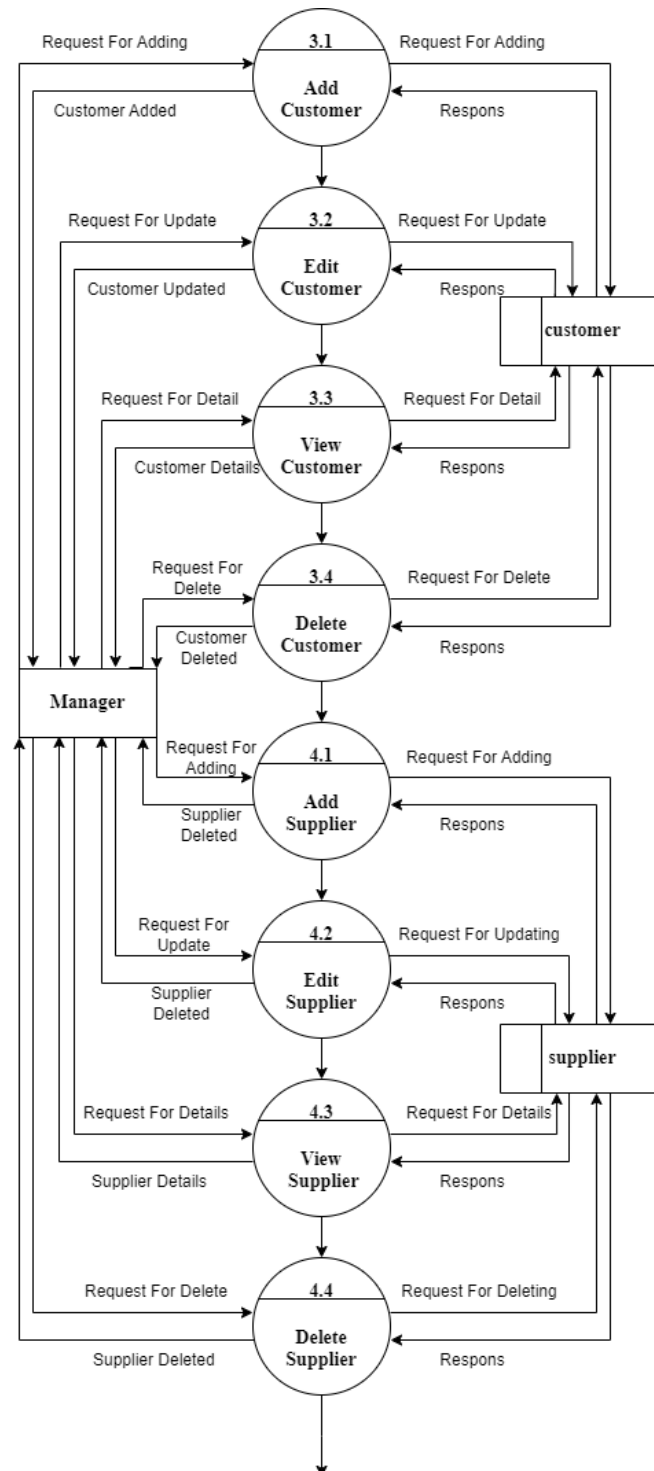 3.1
Request For Adding
Request For Adding
Add
Customer
Customer Added
Respons
3.2
Request For Update
Request For Update
Edit
Customer
Customer Updated
Respons
customer
3.3
Request For Detail
Request For Detail
View
Customer
Customer Details
Respons
Request For
Delete
3.4
Request For Delete
Delete
Customer
Customer
Deleted
Respons
Manager
Request For
Adding
4.1
Request For Adding
Add
Supplier
Supplier
Deleted
Respons
Request For
Update
4.2
Request For Updating
Edit
Supplier
Supplier
Deleted
Respons
supplier
4.3
Request For Details
Request For Details
View
Supplier
Supplier Details
Respons
4.4
Request For Delete
Request For Deleting
Delete
Supplier
Supplier Deleted
Respons